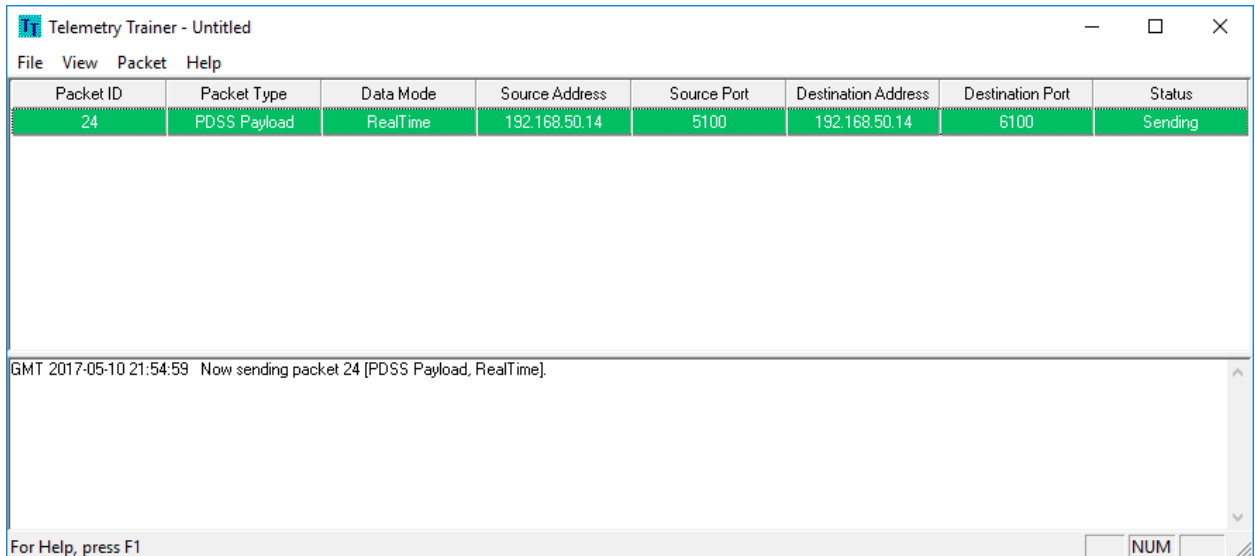 Telemetry Trainer - Untitled
File View Packet Help
Packet ID Packet Type Data Mode Source Address Source Port Destination Address Destination Port Status
24 PDSS Payload RealTime 192.168.50.14 5100 192.168.50.14 6100 Sending
GMT 2017-05-10 21:54:59 Now sending packet 24 [PDSS Payload, RealTime].
For Help, press F1 NUM